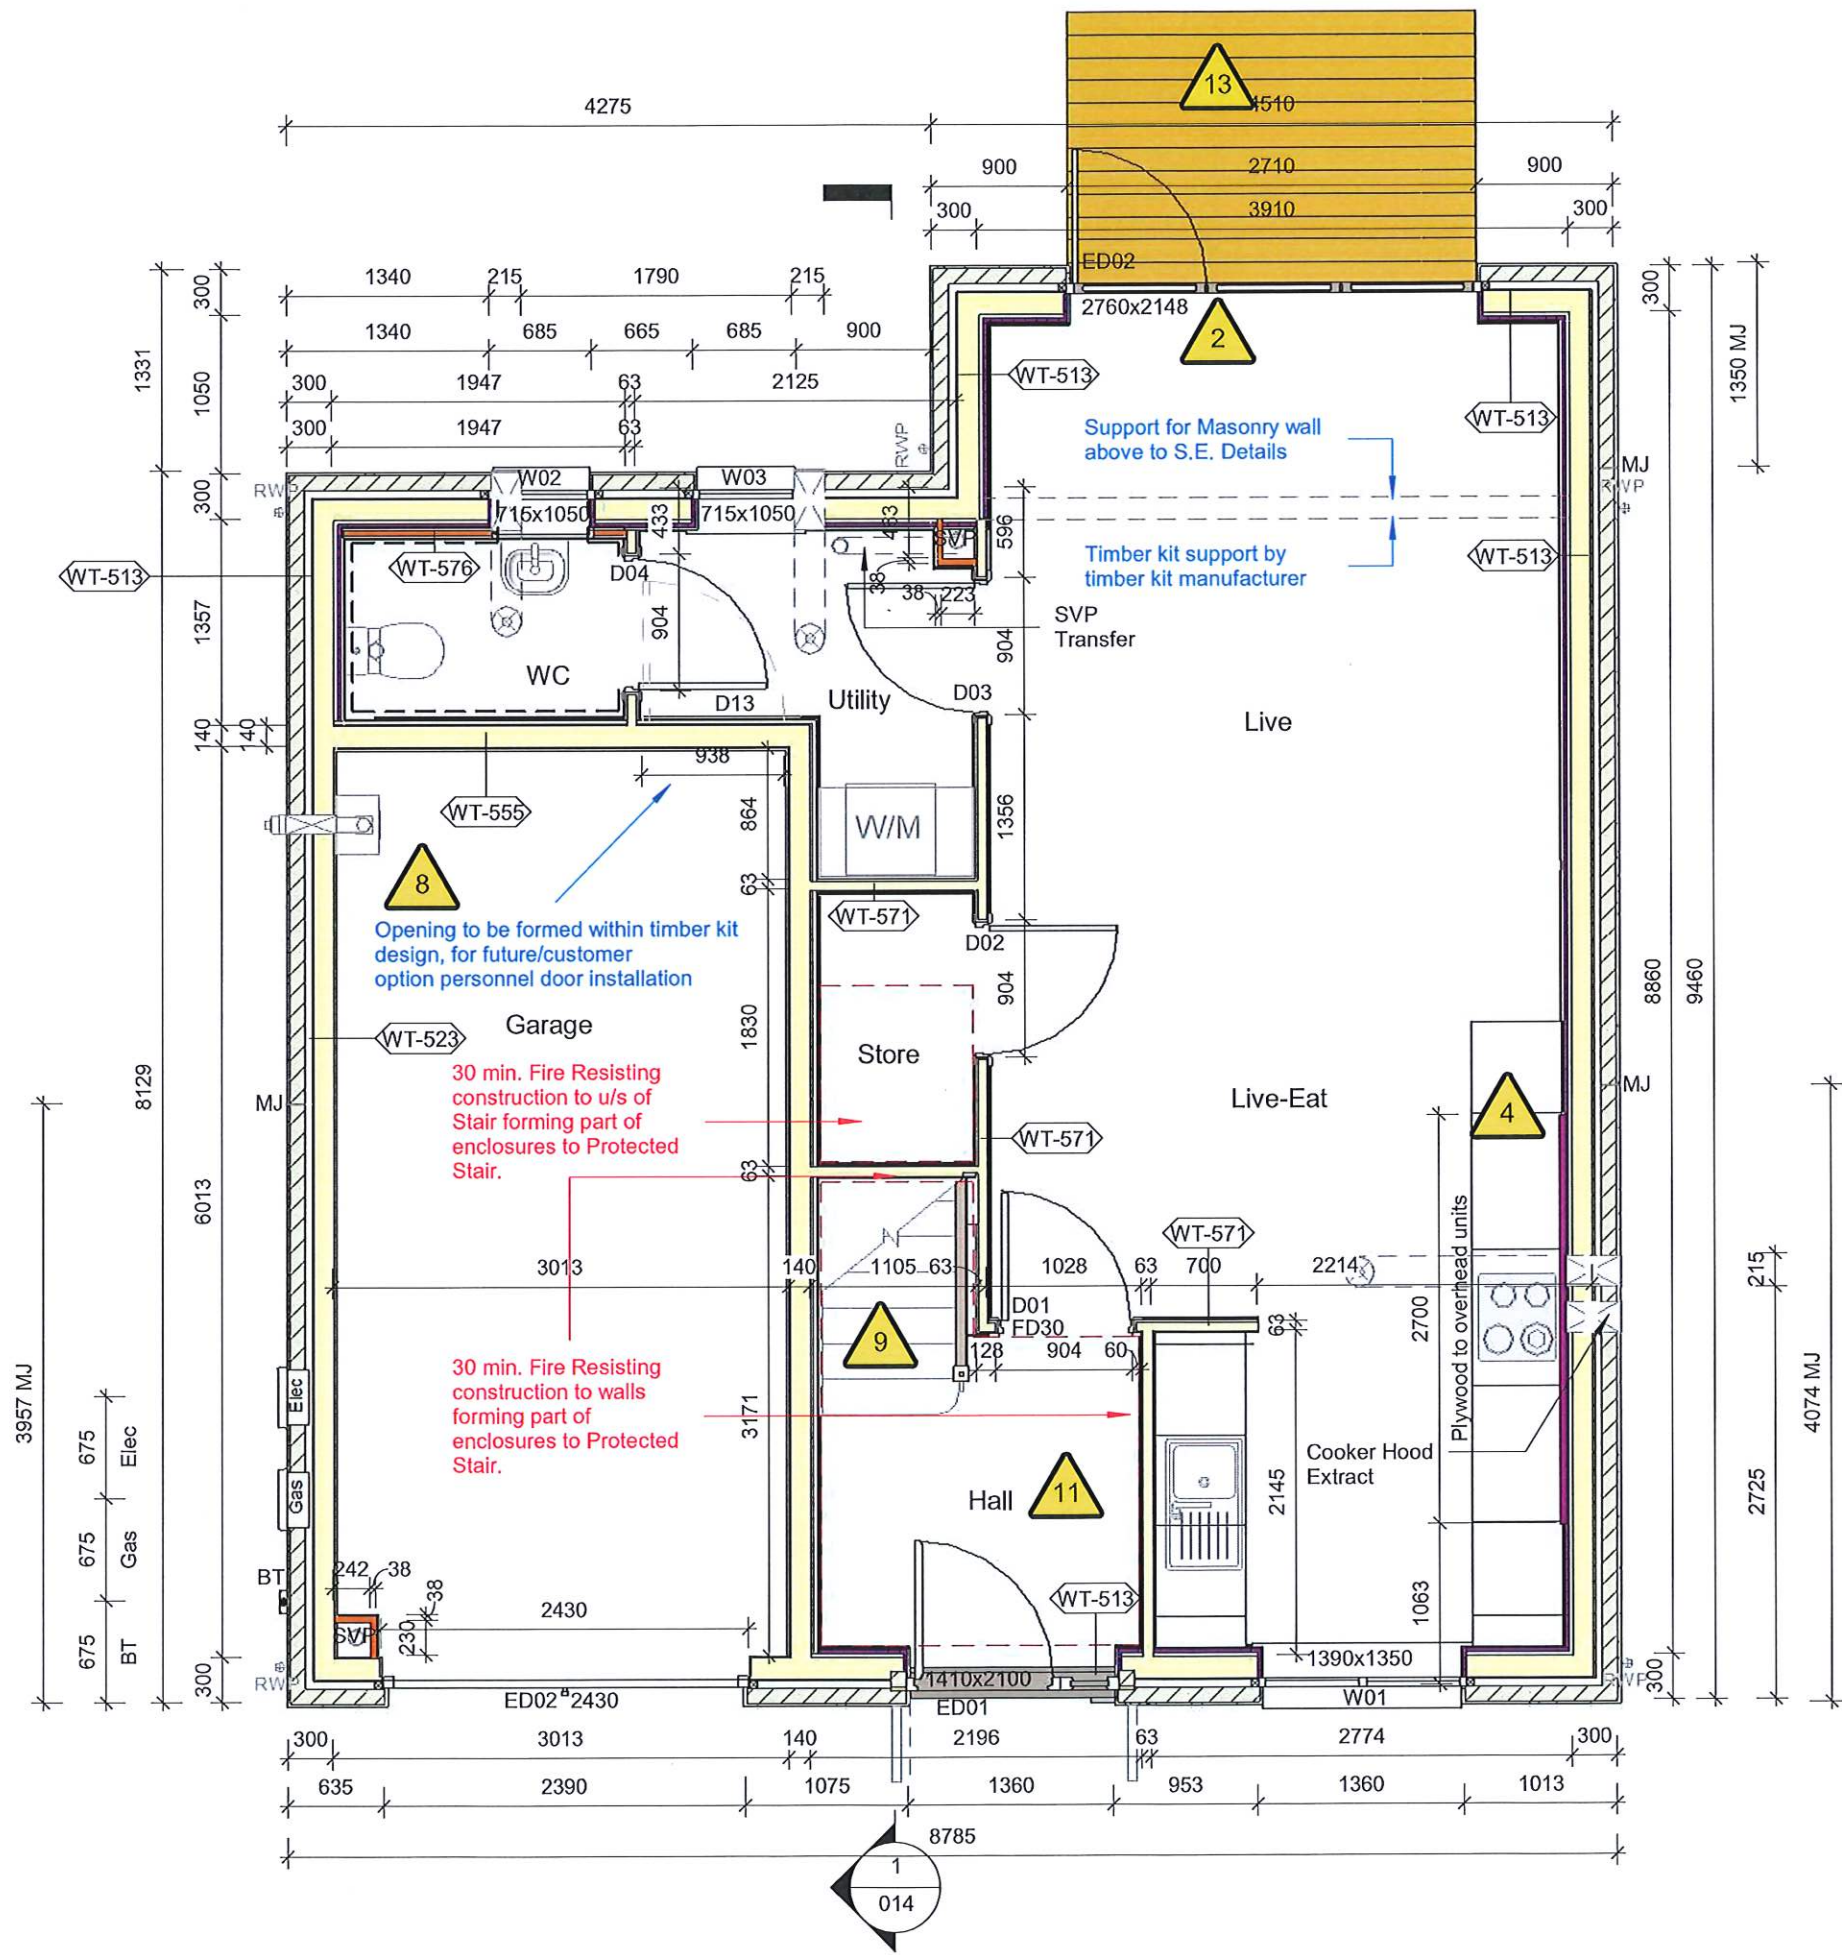 13
4275
4510
900
2710
900
300
3910
300
ED02
1340
215
1790
215
300
300
2760x2148
2
1340
685
665
685
900
1331
1050
1350 MJ
300
1947
63
2125
WT-513
WT-513
300
1947
63
Support for Masonry wall
above to S.E. Details
RWP
MJ
RWP
W02
W03
300
715x1050
433
715x1050
SVP
596
WT-513
WT-576
D04
WT-513
Timber kit support by
timber kit manufacturer
38
38
223
SVP
Transfer
1357
904
904
WC
D13
Utility
D03
Live
140
140
938
WT-555
864
W/M
1356
8
63
WT-571
Opening to be formed within timber kit
design, for future/customer
option personnel door installation
D02
904
8860
9460
Garage
WT-523
1830
Store
30 min. Fire Resisting
construction to u/s of
Stair forming part of
enclosures to Protected
Stair.
MJ
8129
Live-Eat
4
MJ
WT-571
63
6013
WT-571
3013
140
1105
63
1028
63
700
2214
215
9
D01
FD30
63
2700
Plywood to overhead units
128
904
60
30 min. Fire Resisting
construction to walls
forming part of
enclosures to Protected
Stair.
3957 MJ
Elec
675
Elec
3171
4074 MJ
Cooker Hood
Extract
Gas
675
Gas
Hall
11
2145
2725
BT
242
38
38
2430
WT-513
1063
675
BT
SVP
230
300
RWP
1410x2100
1390x1350
300
RWP
ED02
2430
ED01
W01
300
3013
140
2196
63
2774
300
635
2390
1075
1360
953
1360
1013
8785
1
014